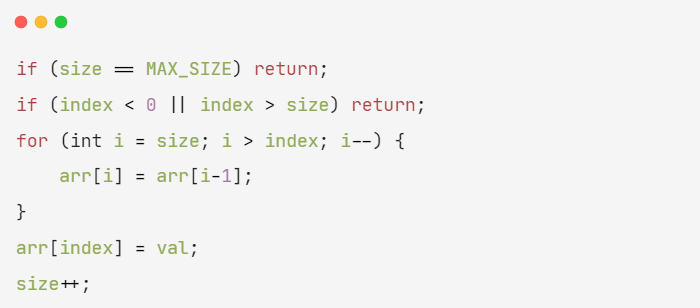 if (size == MAX_SIZE) return;
if (index < 0 || index > size) return;
for (int i = size; i > index; i--) {
    arr[i] = arr[i-1];
}
arr[index] = val;
size++;